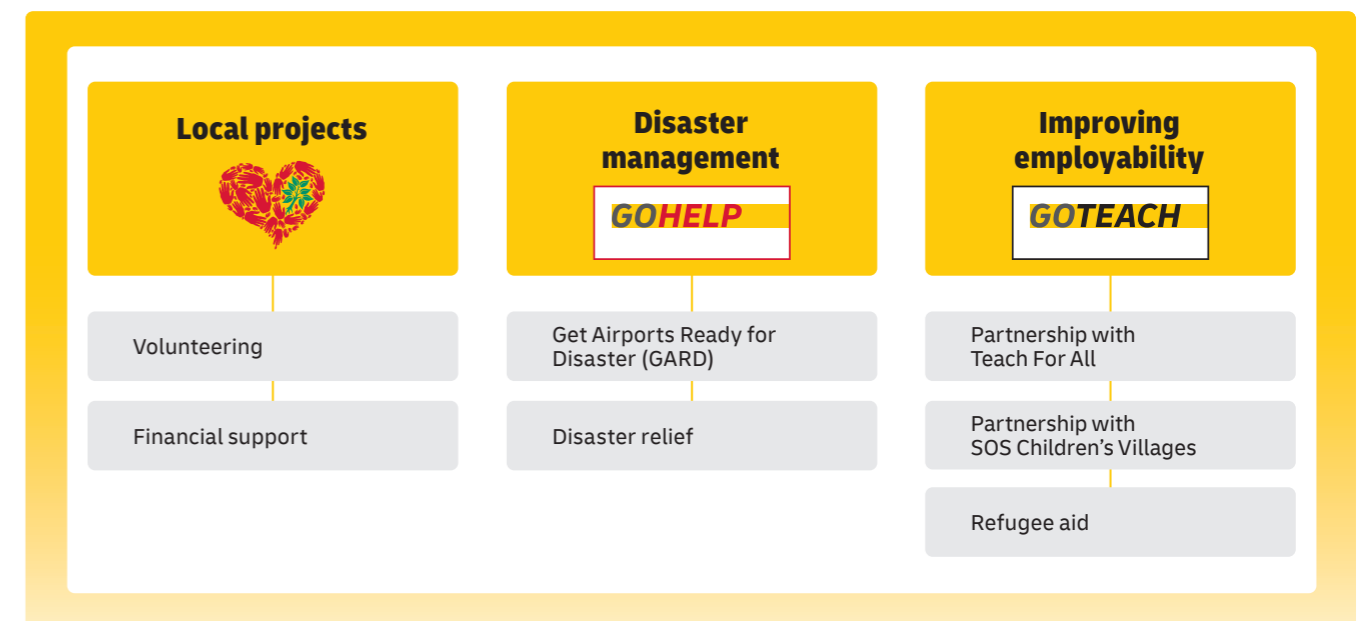 Local projects
Volunteering
Financial support
Disaster
management
GOHELP
Get Airports Ready for
Disaster (GARD)
Disaster relief
Improving
employability
GOTEACH
Partnership with
Teach For All
Partnership with
SOS Children’s Villages
Refugee aid